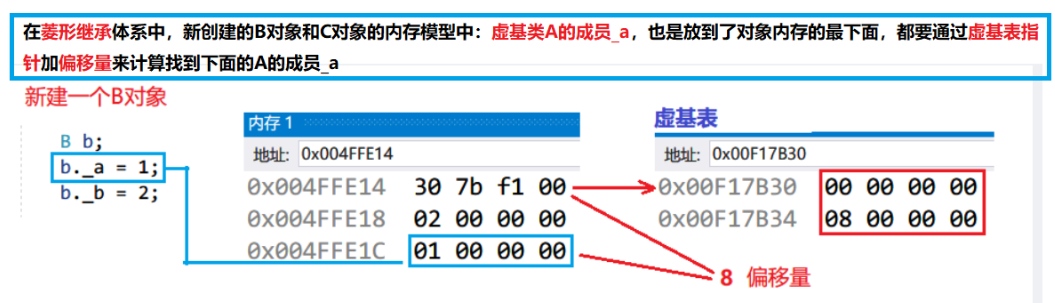 在菱形继承体系中，新创建的B对象和C对象的内存模型中：虚基类A的成员_a，也是放到了对象内存的最下面，都要通过虚基表指
针加偏移量来计算找到下面的A的成员_a
新建一个B对象
B b;
b._a = 1;
b._b = 2;
内存 1
地址: 0x004FFE14
0x004FFE14 30 7b f1 00
0x004FFE18 02 00 00 00
0x004FFE1C 01 00 00 00
虚基表
地址: 0x00F17B30
0x00F17B30 00 00 00 00
0x00F17B34 08 00 00 00
8 偏移量